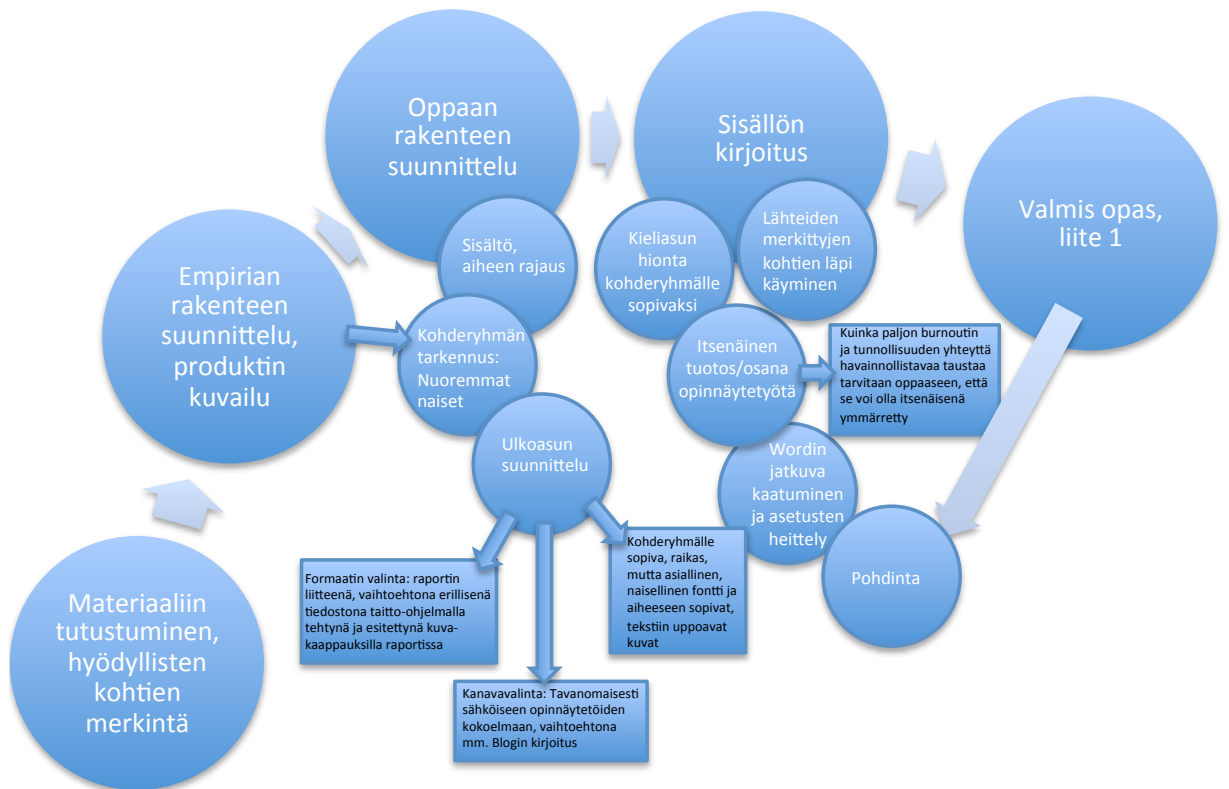 Materiaaliin
tutustuminen,
hyödyllisten
kohtien
merkintä
Empirian
rakenteen
suunnittelu,
produktin
kuvailu
Oppaan
rakenteen
suunnittelu
Sisältö,
aiheen rajaus
Kohderyhmän
tarkennus:
Nuoremmat
naiset
Ulkoasun
suunnittelu
Formaatin valinta: raportin
liitteenä, vaihtoehtona erillisenä
tiedostona taitto-ohjelmalla
tehtynä ja esitettynä kuva-
kaappauksilla raportissa
Kanavavalinta: Tavanomaisesti
sähköiseen opinnäytetöiden
kokoelmaan, vaihtoehtona
mm. Blogin kirjoitus
Kohderyhmälle
sopiva, raikas,
mutta asiallinen,
naisellinen fontti ja
aiheeseen sopivat,
tekstiin uppoavat
kuvat
Sisällön
kirjoitus
Kieliasun
hionta
kohderyhmälle
sopivaksi
Lähteiden
merkittyjen
kohtien läpi
käyminen
Itsenäinen
tuotos/osana
opinnäytetyötä
Kuinka paljon burnoutin
ja tunnollisuuden yhteyttä
havainnollistavaa taustaa
tarvitaan oppaaseen, että
se voi olla itsenäisenä
ymmärretty
Wordin
jatkuva
kaatuminen
ja asetusten
heittely
Pohdinta
Valmis opas,
liite 1